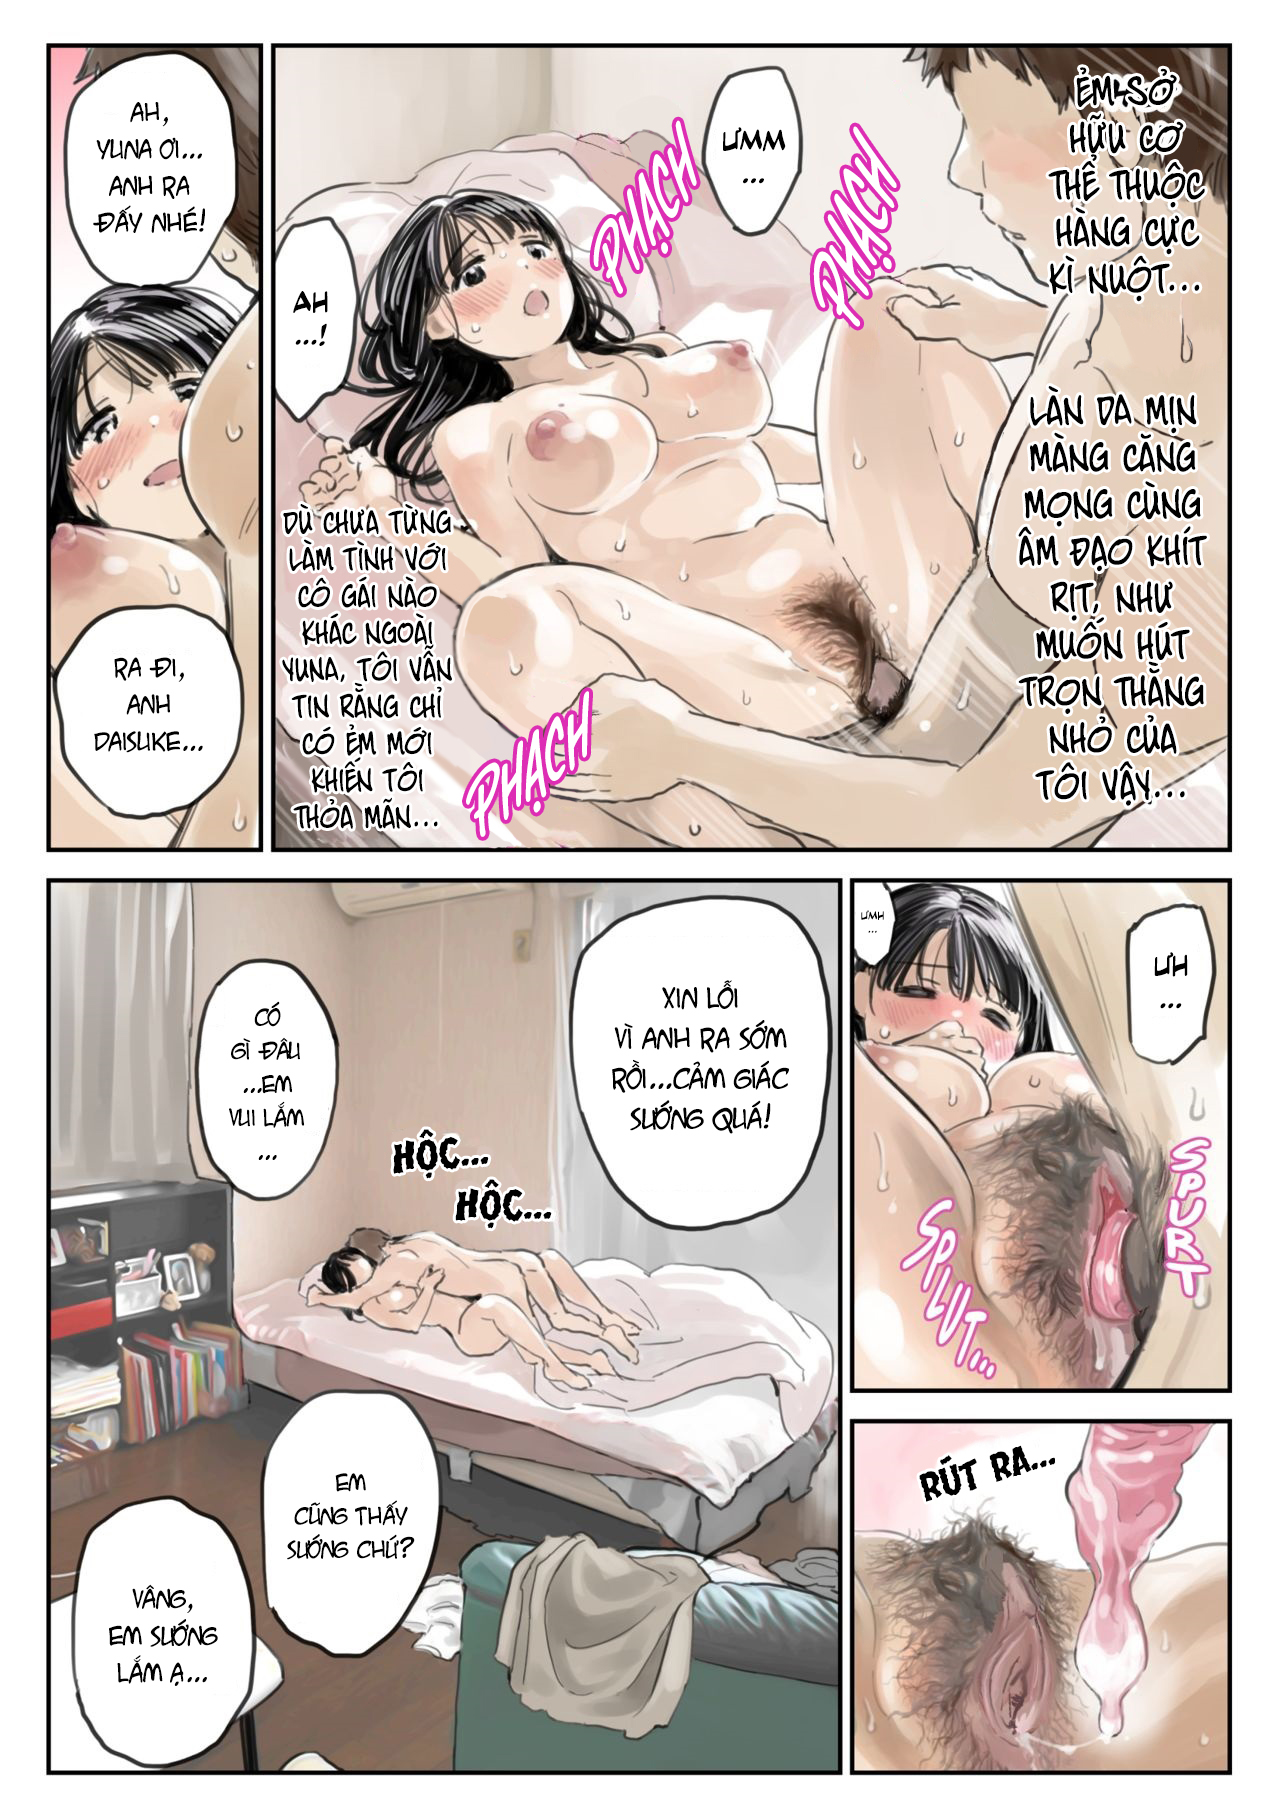 ẺM SỞ
HỮU CƠ
THỂ THUỘC
HÀNG CỰC
KÌ NUỘT...
LÀN DA MỊN
MÀNG CĂNG
MỌNG CÙNG
ÂM ĐẠO KHÍT
RỊT, NHƯ
MUỐN HÚT
TRỌN THẰNG
NHỎ CỦA
TÔI VẬY...
ƯMM
...
PHẠCH
PHẠCH
AH
...!
DÙ CHƯA TỪNG
LÀM TÌNH VỚI
CÔ GÁI NÀO
KHÁC NGOÀI
YUNA, TÔI VẪN
TIN RẰNG CHỈ
CÓ ẺM MỚI
KHIẾN TÔI
THỎA MÃN...
PHẠCH
PHẠCH
AH,
YUNA ƠI...
ANH RA
ĐẤY NHÉ!
RA ĐI,
ANH
DAISUKE...
ƯH
...
ƯMH
...
SPURT
SPLUT...
RÚT RA...
XIN LỖI
VÌ ANH RA SỚM
RỒI...CẢM GIÁC
SƯỚNG QUÁ!
CÓ
GÌ ĐÂU
...EM
VUI LẮM
...
HỘC...
HỘC...
EM
CŨNG THẤY
SƯỚNG CHỨ?
VÂNG,
EM SƯỚNG
LẮM Ạ...